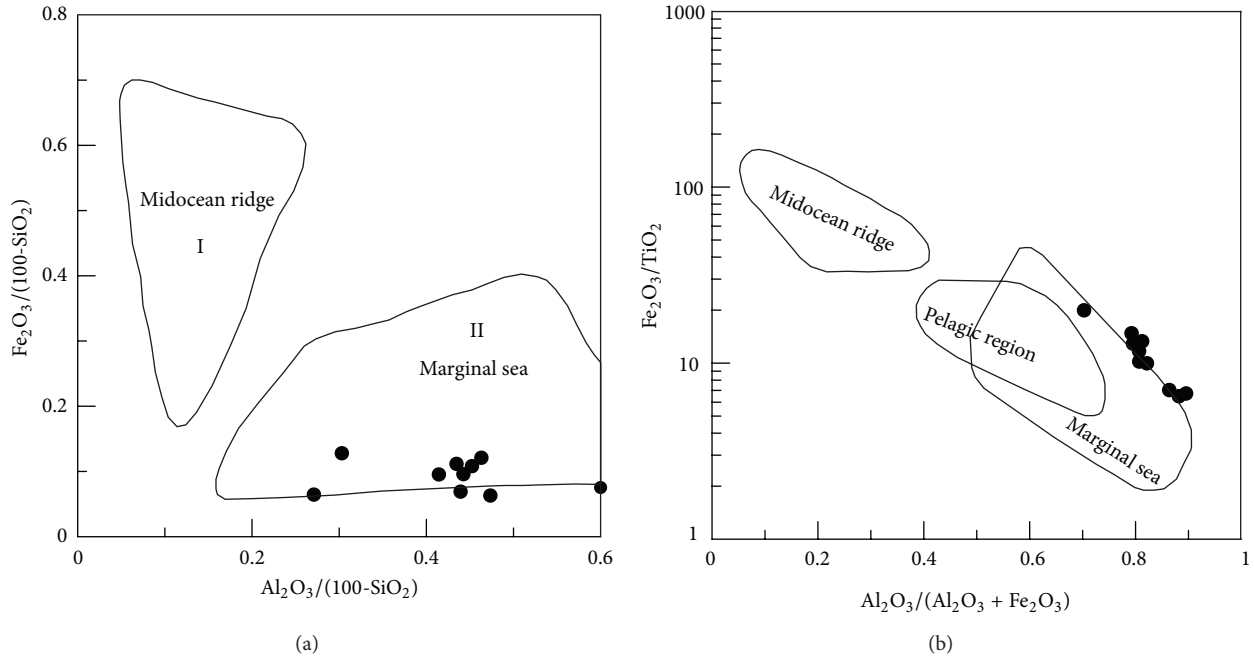 0.8
0.6
0.4
0.2
0
Fe₂O₃/(100-SiO₂)
Midocean ridge
I
II
Marginal sea
0
0.2
0.4
0.6
Al₂O₃/(100-SiO₂)
(a)
1000
100
10
1
Fe₂O₃/TiO₂
Midocean ridge
Pelagic region
Marginal sea
0
0.2
0.4
0.6
0.8
1
Al₂O₃/(Al₂O₃ + Fe₂O₃)
(b)